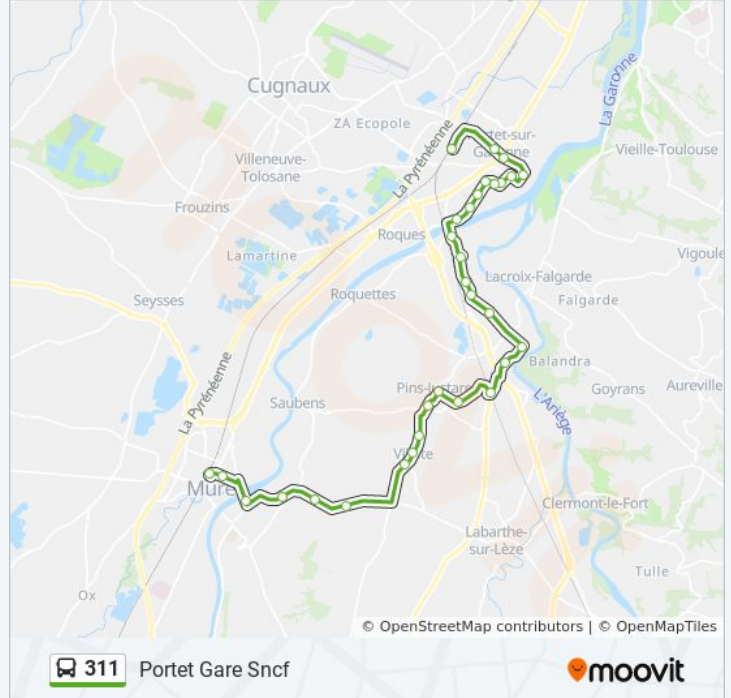 Cugnaux
La Garonne
ZA Ecopole
La Pyrénéenne
Vieille-Toulouse
Villeneuve-
Tolosane
Frouzins
Roques
Lamartine
Vigoule
Lacroix-Falgarde
Roquettes
Falgarde
Seysses
La Pyrénéenne
Balandra
Goyrans
Aureville
Saubens
L'Ariège
Clermont-le-Fort
Labarthe-
sur-Lèze
Tulle
Ox
© OpenStreetMap contributors | © OpenMapTiles
311 Portet Gare Sncf
moovit